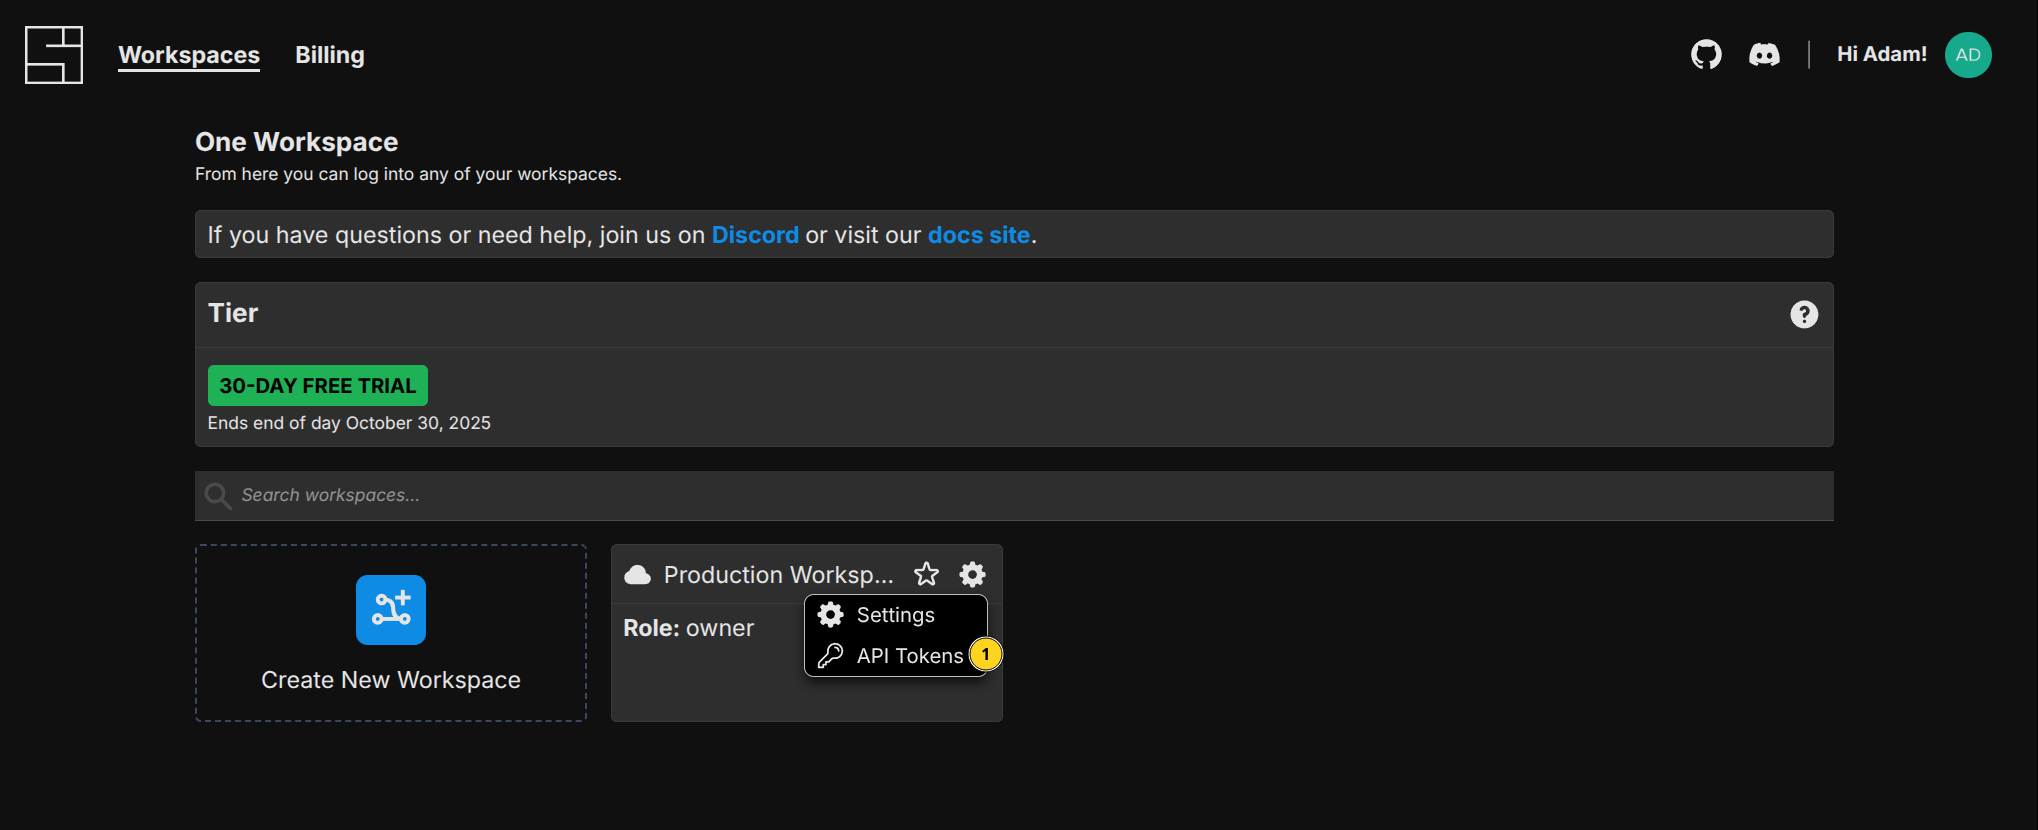 Workspaces Billing Hi Adam! AD
One Workspace
From here you can log into any of your workspaces.
If you have questions or need help, join us on Discord or visit our docs site.
Tier ?
30-DAY FREE TRIAL
Ends end of day October 30, 2025
Search workspaces...
Create New Workspace
Production Worksp...
Role: owner
Settings
API Tokens 1